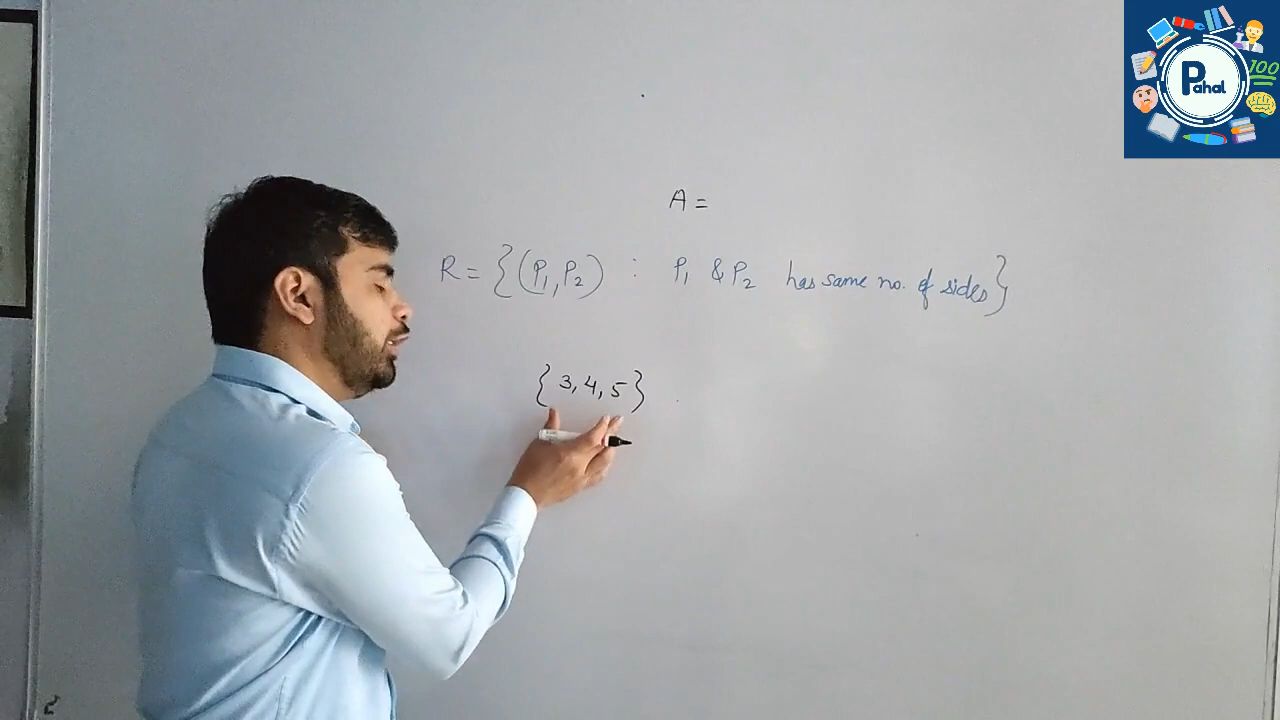 Pahal
100
A =
R = {(P₁, P₂) : P₁ & P₂ has same no. of sides}
{3, 4, 5}